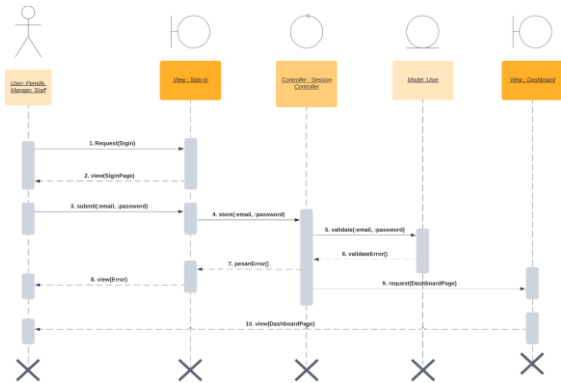 User: Pemilik,
Manajer, Staff
View : Sign-in
Controller : Session
Controller
Model :User
View : Dashboard
1. Request(Sigin)
2. view(SiginPage)
3. submit(:email, :password)
4. store(:email, :password)
5. validate(:email, :password)
6. validateError()
7. pesanError()
8. view(Error)
9. request(DashboardPage)
10. view(DashboardPage)